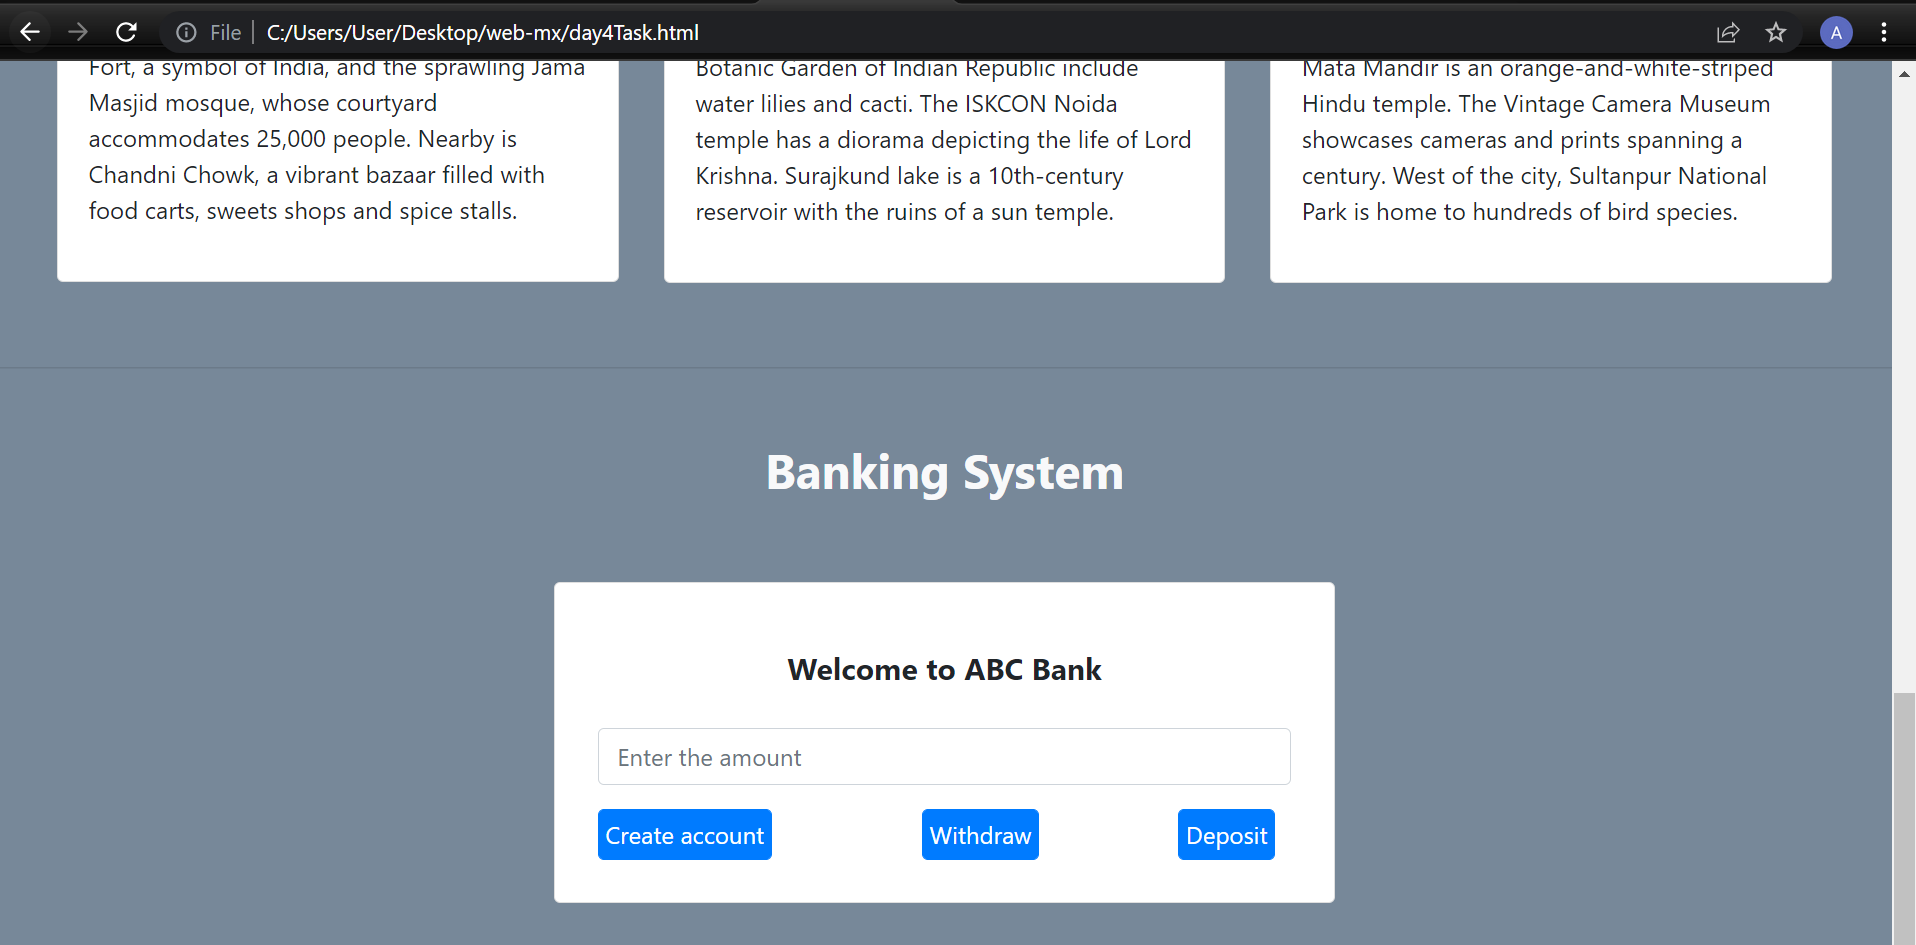 File
C:/Users/User/Desktop/web-mx/day4Task.html
A
Fort, a symbol of India, and the sprawling Jama
Masjid mosque, whose courtyard
accommodates 25,000 people. Nearby is
Chandni Chowk, a vibrant bazaar filled with
food carts, sweets shops and spice stalls.
Botanic Garden of Indian Republic include
water lilies and cacti. The ISKCON Noida
temple has a diorama depicting the life of Lord
Krishna. Surajkund lake is a 10th-century
reservoir with the ruins of a sun temple.
Mata Mandir is an orange-and-white-striped
Hindu temple. The Vintage Camera Museum
showcases cameras and prints spanning a
century. West of the city, Sultanpur National
Park is home to hundreds of bird species.
Banking System
Welcome to ABC Bank
Enter the amount
Create account
Withdraw
Deposit